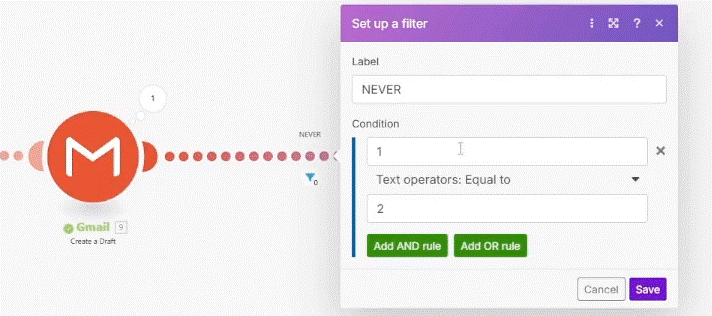 Set up a filter
?
Label
NEVER
Condition
1
Text operators: Equal to
2
Add AND rule
Add OR rule
Cancel
Save
1
NEVER
0
Gmail 9
Create a Draft